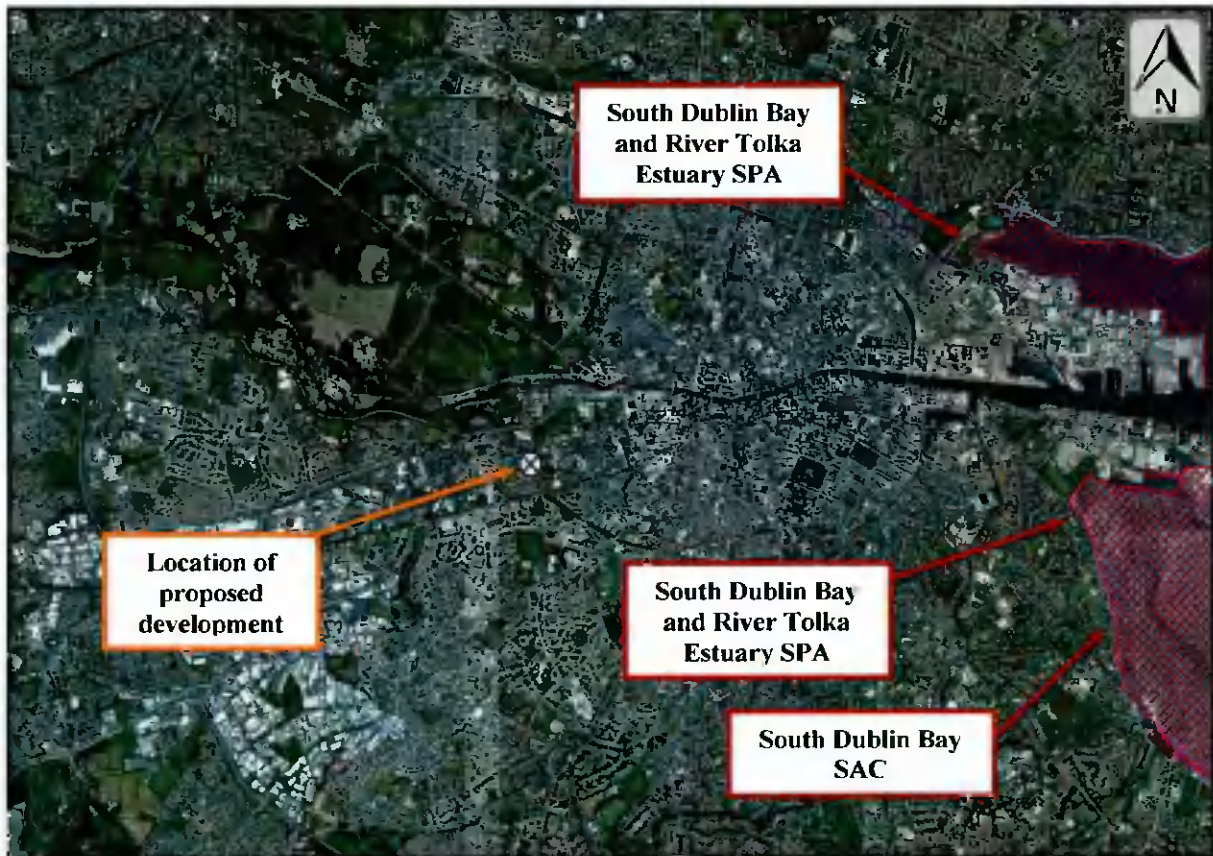 N
South Dublin Bay
and River Tolka
Estuary SPA
Location of
proposed
development
South Dublin Bay
and River Tolka
Estuary SPA
South Dublin Bay
SAC